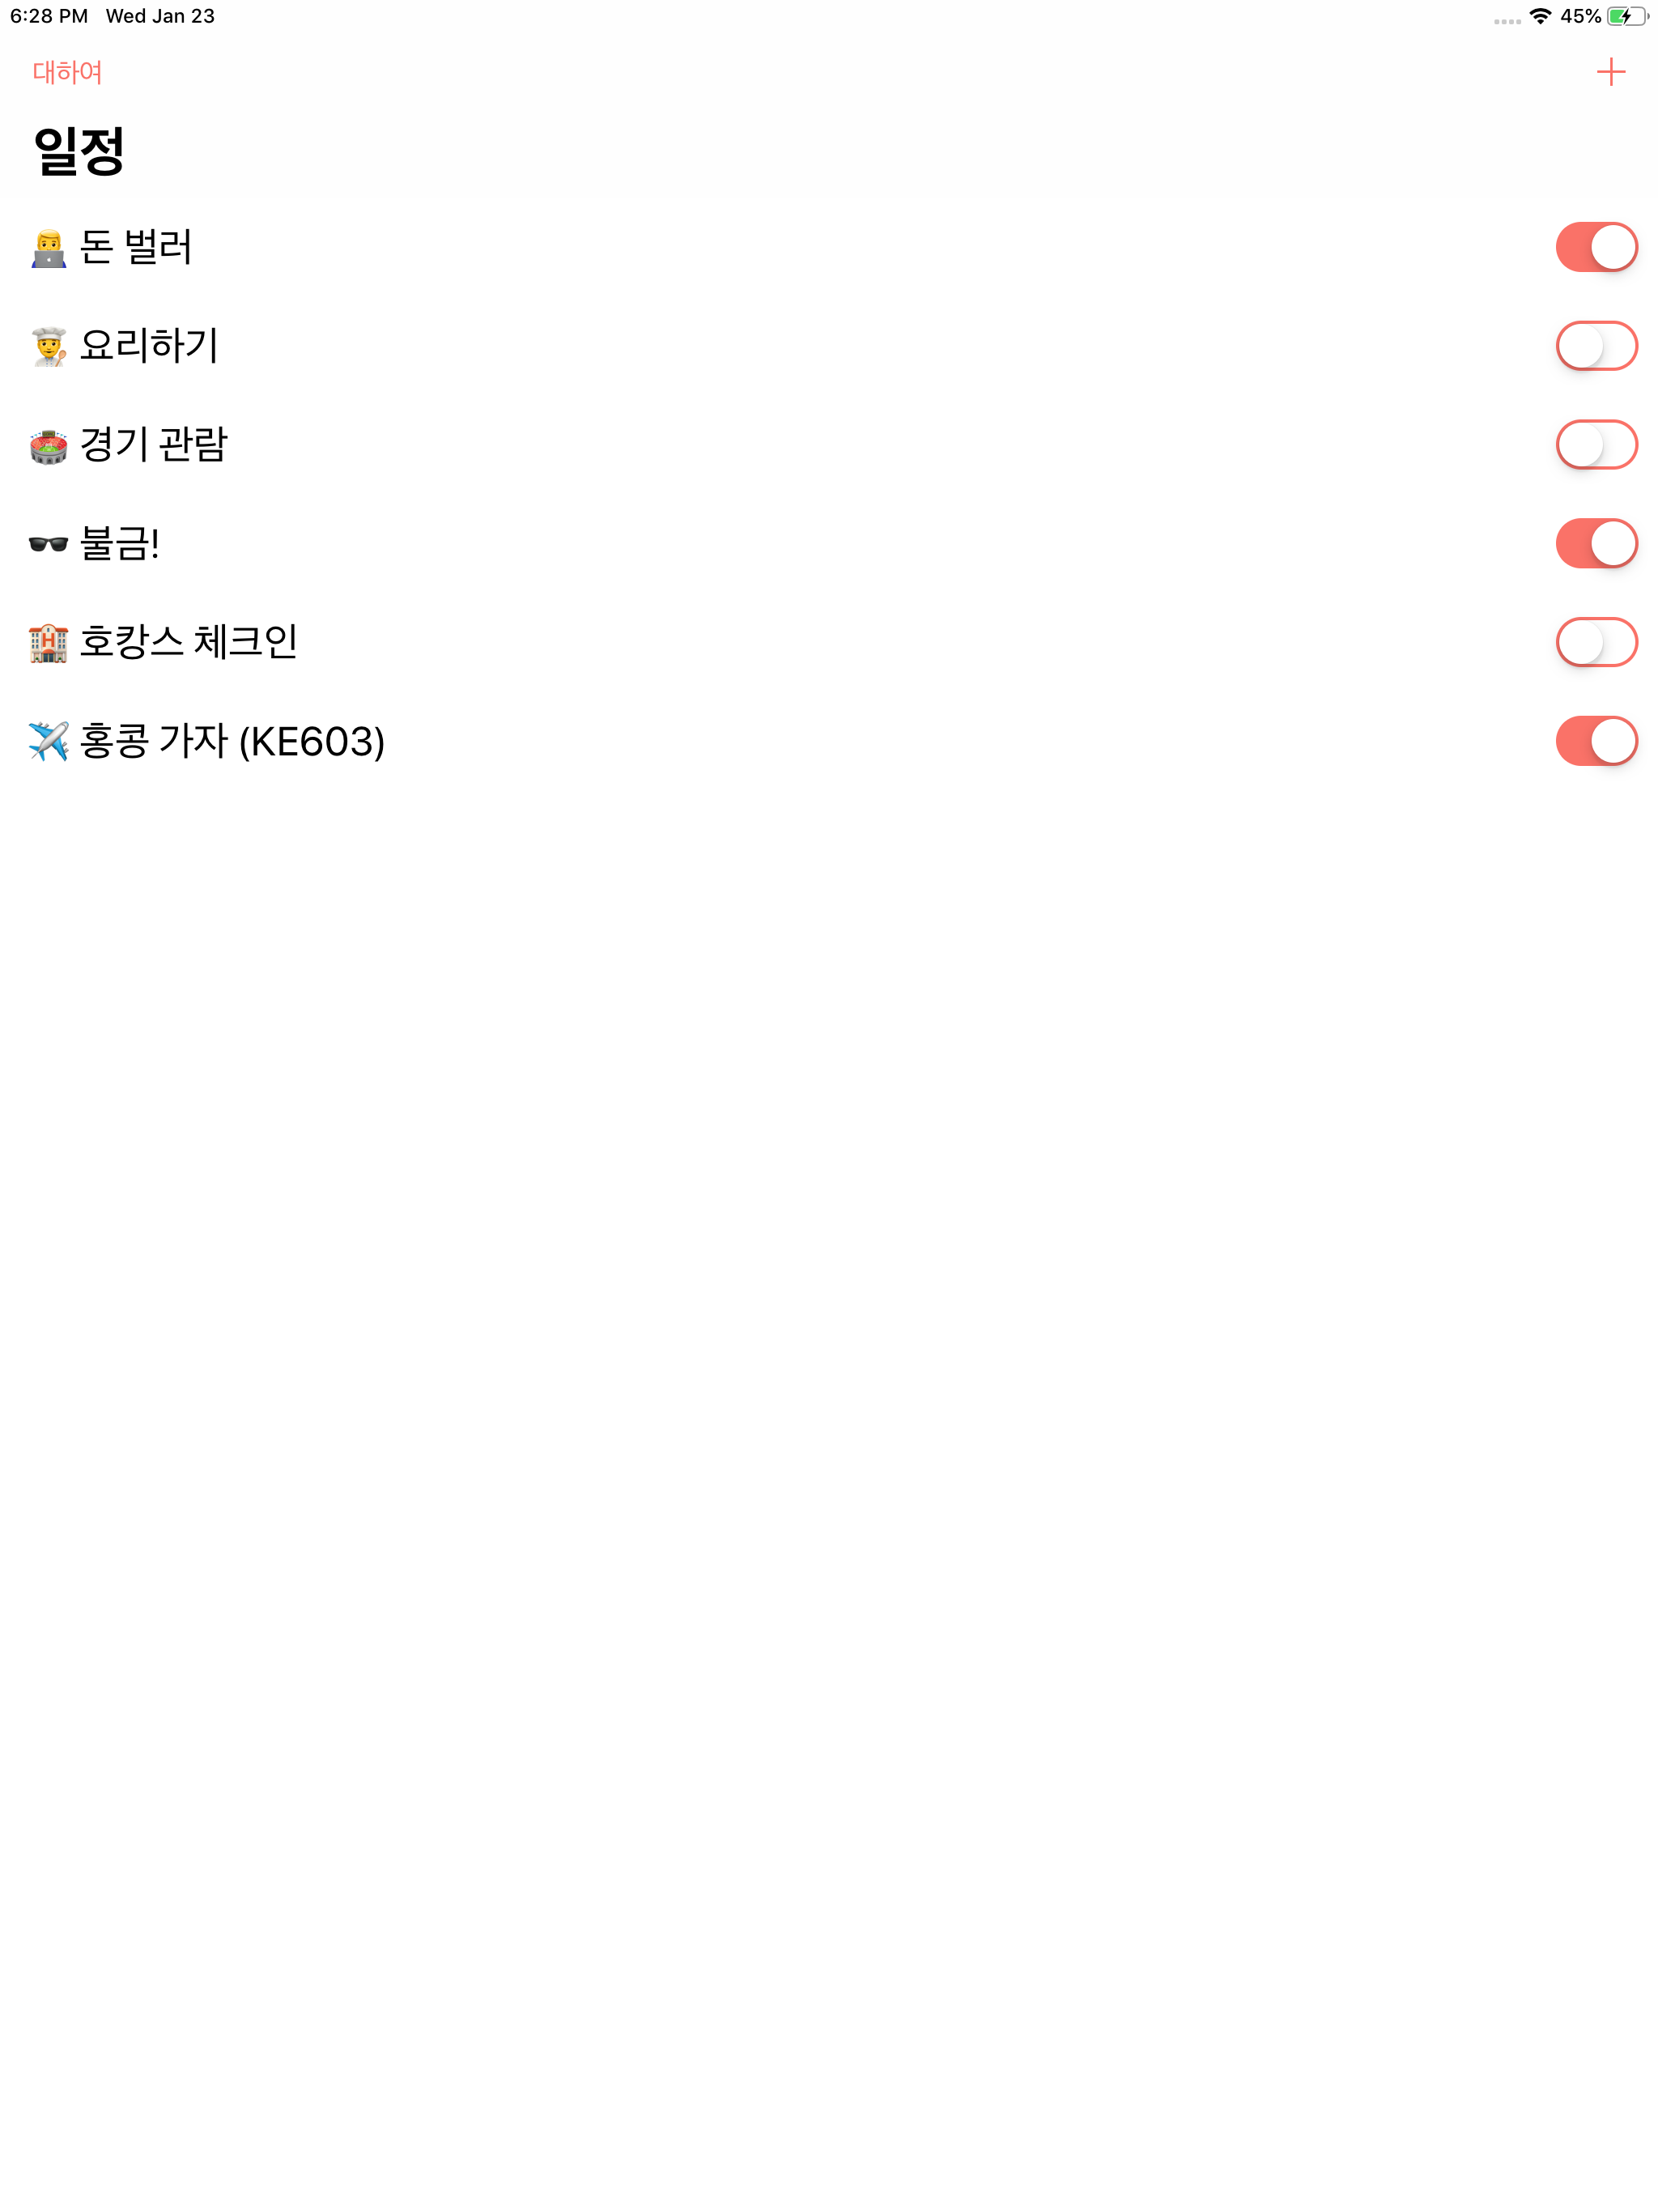 6:28 PM Wed Jan 23 45%
대하여
일정
👨‍💻 돈 벌러
👨‍🍳 요리하기
🏟 경기 관람
🕶 불금!
🏨 호캉스 체크인
✈️ 홍콩 가자 (KE603)